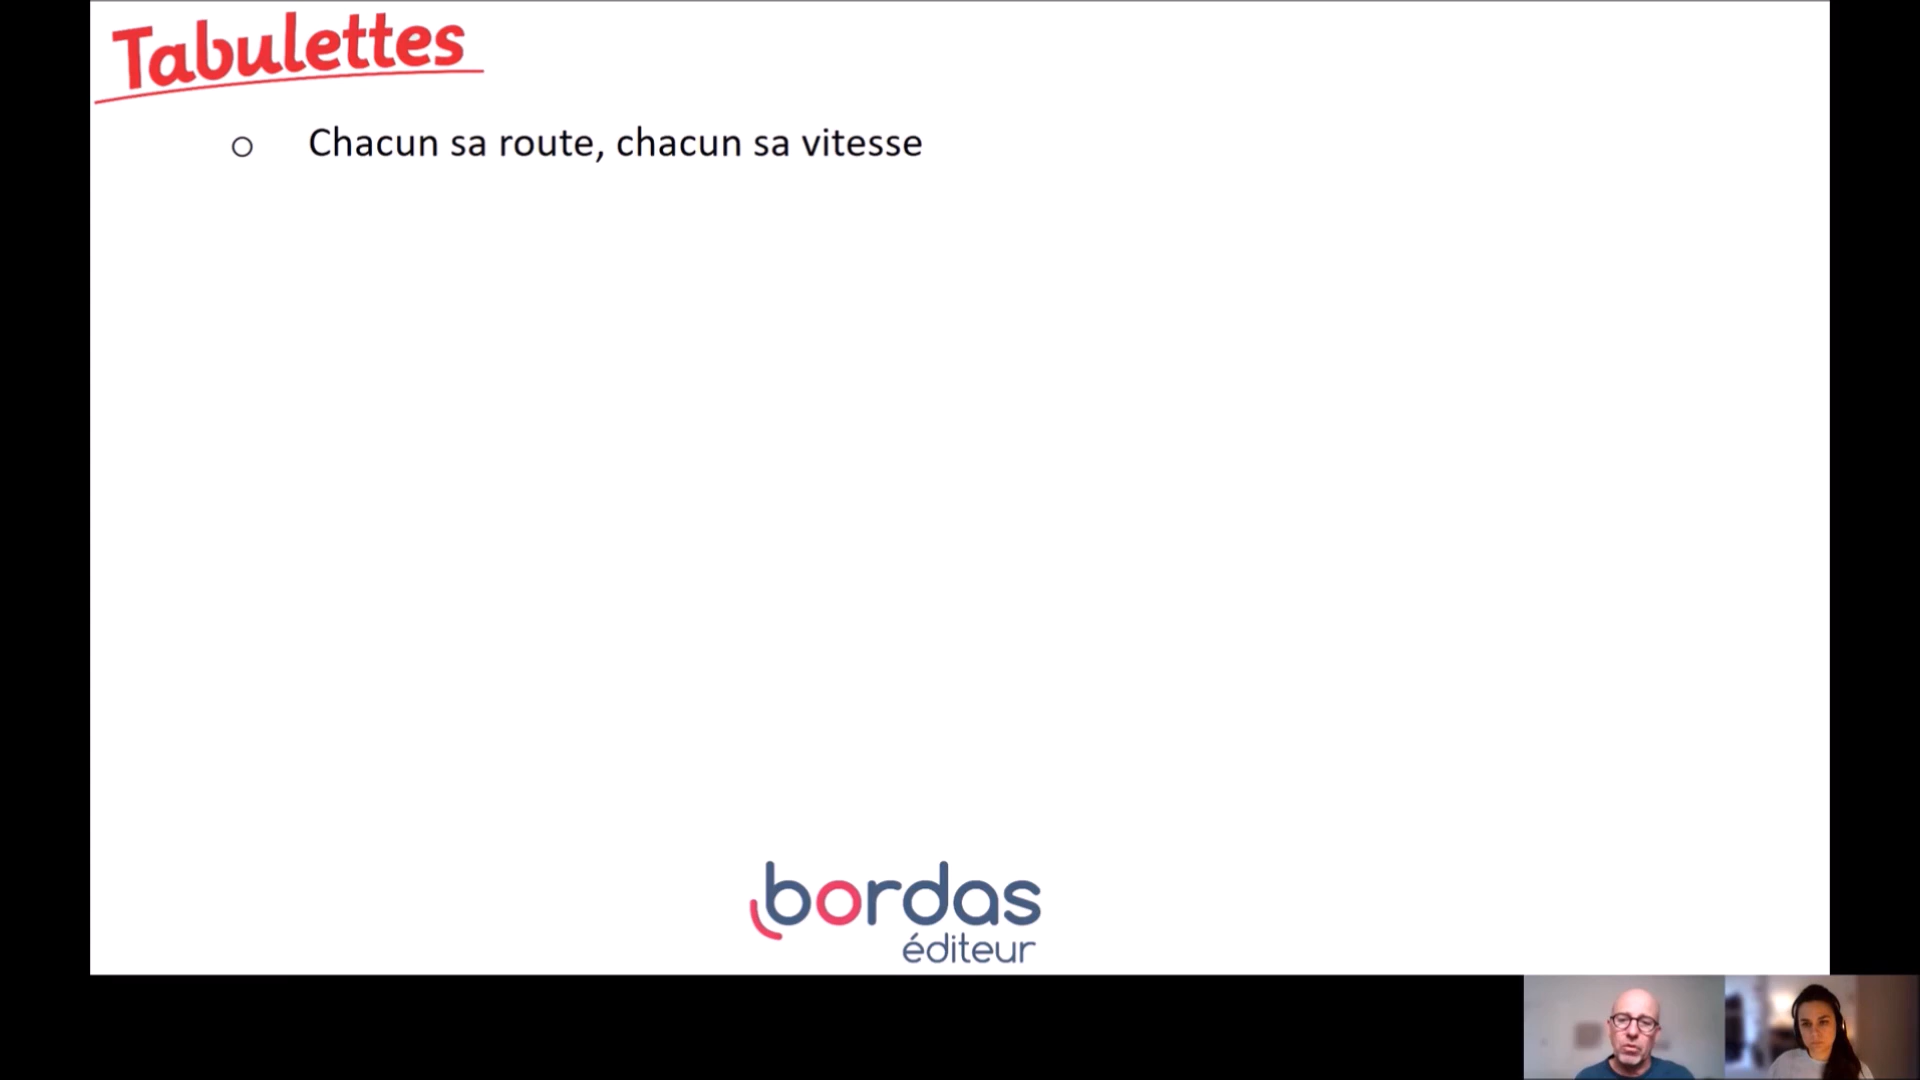 Tabulettes
o Chacun sa route, chacun sa vitesse
bordas
éditeur